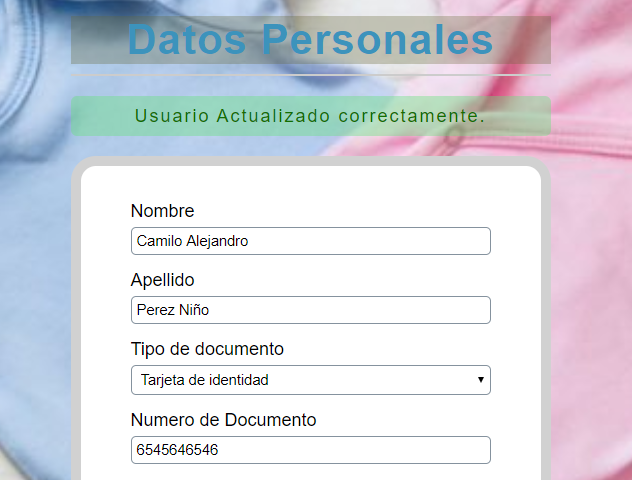 Datos Personales
Usuario Actualizado correctamente.
Nombre
Camilo Alejandro
Apellido
Perez Niño
Tipo de documento
Tarjeta de identidad
Numero de Documento
6545646546